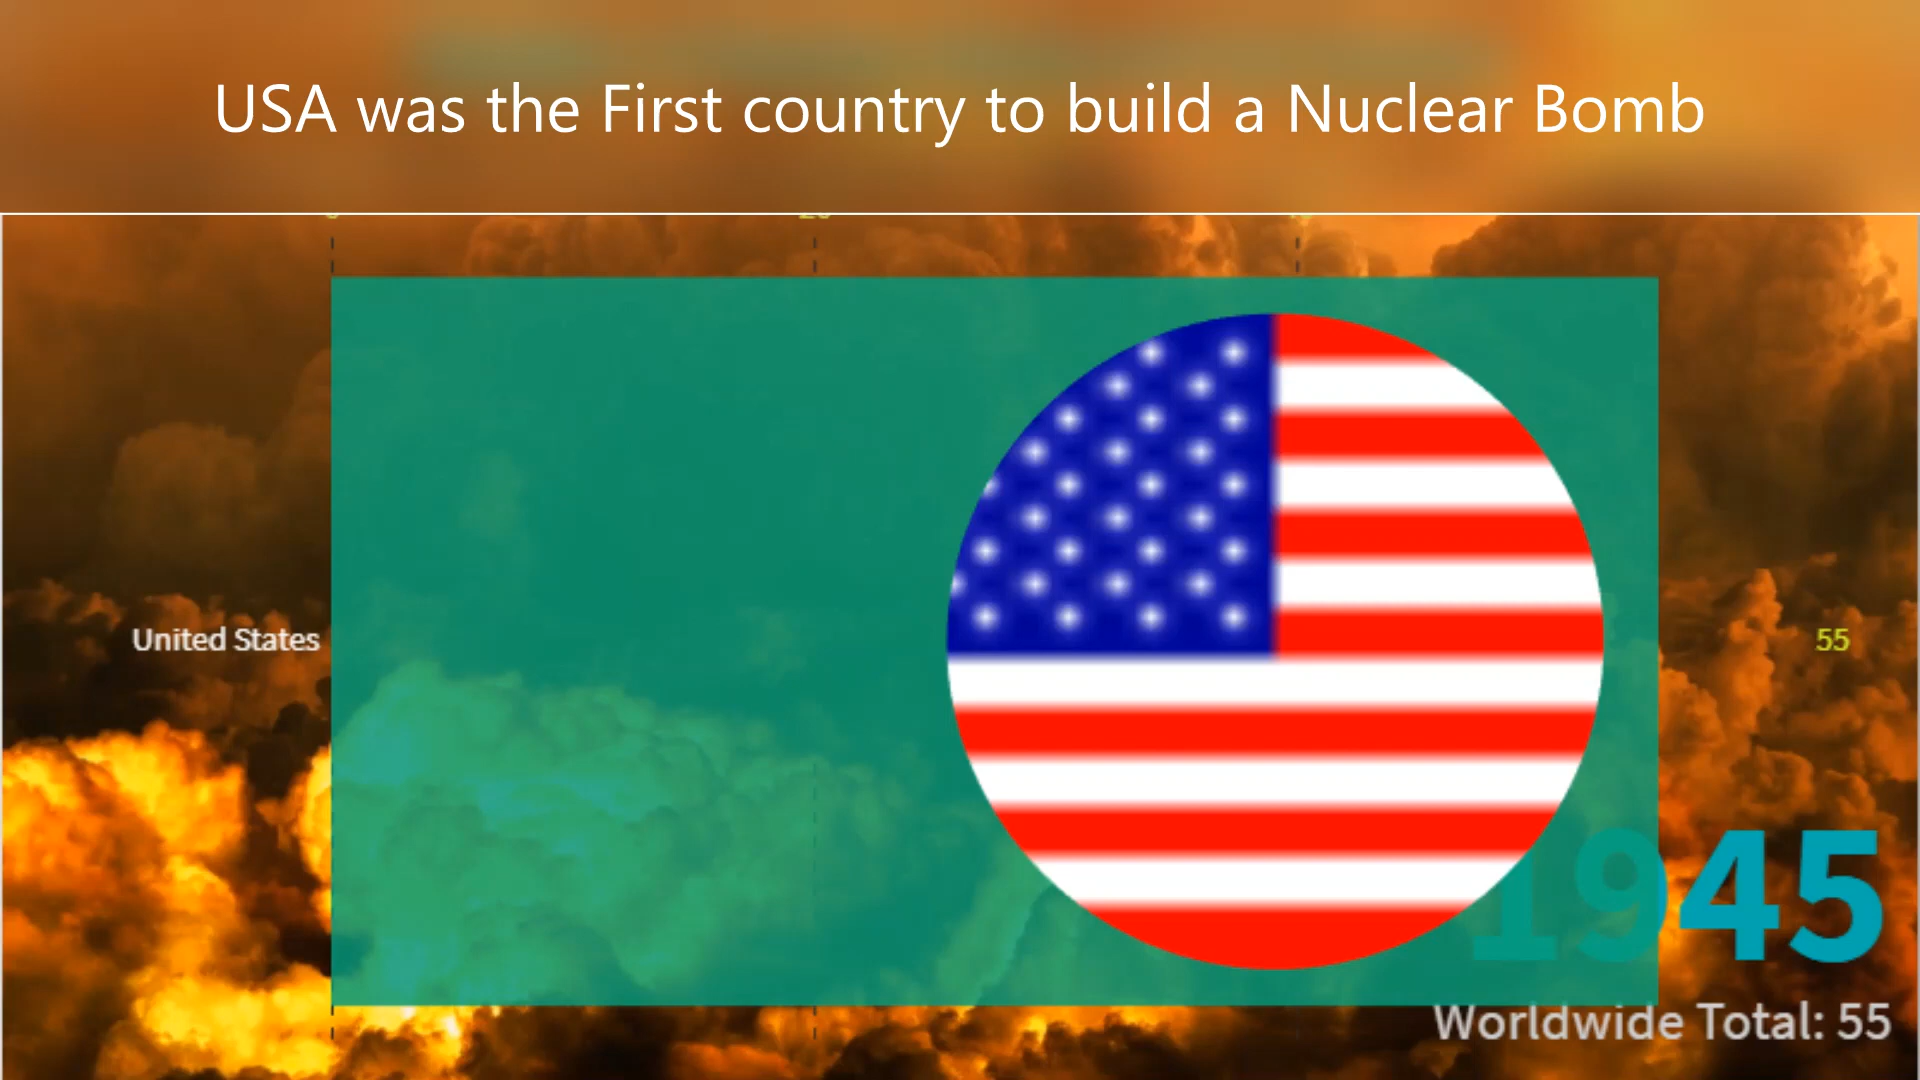 USA was the First country to build a Nuclear Bomb
United States
55
1945
Worldwide Total: 55